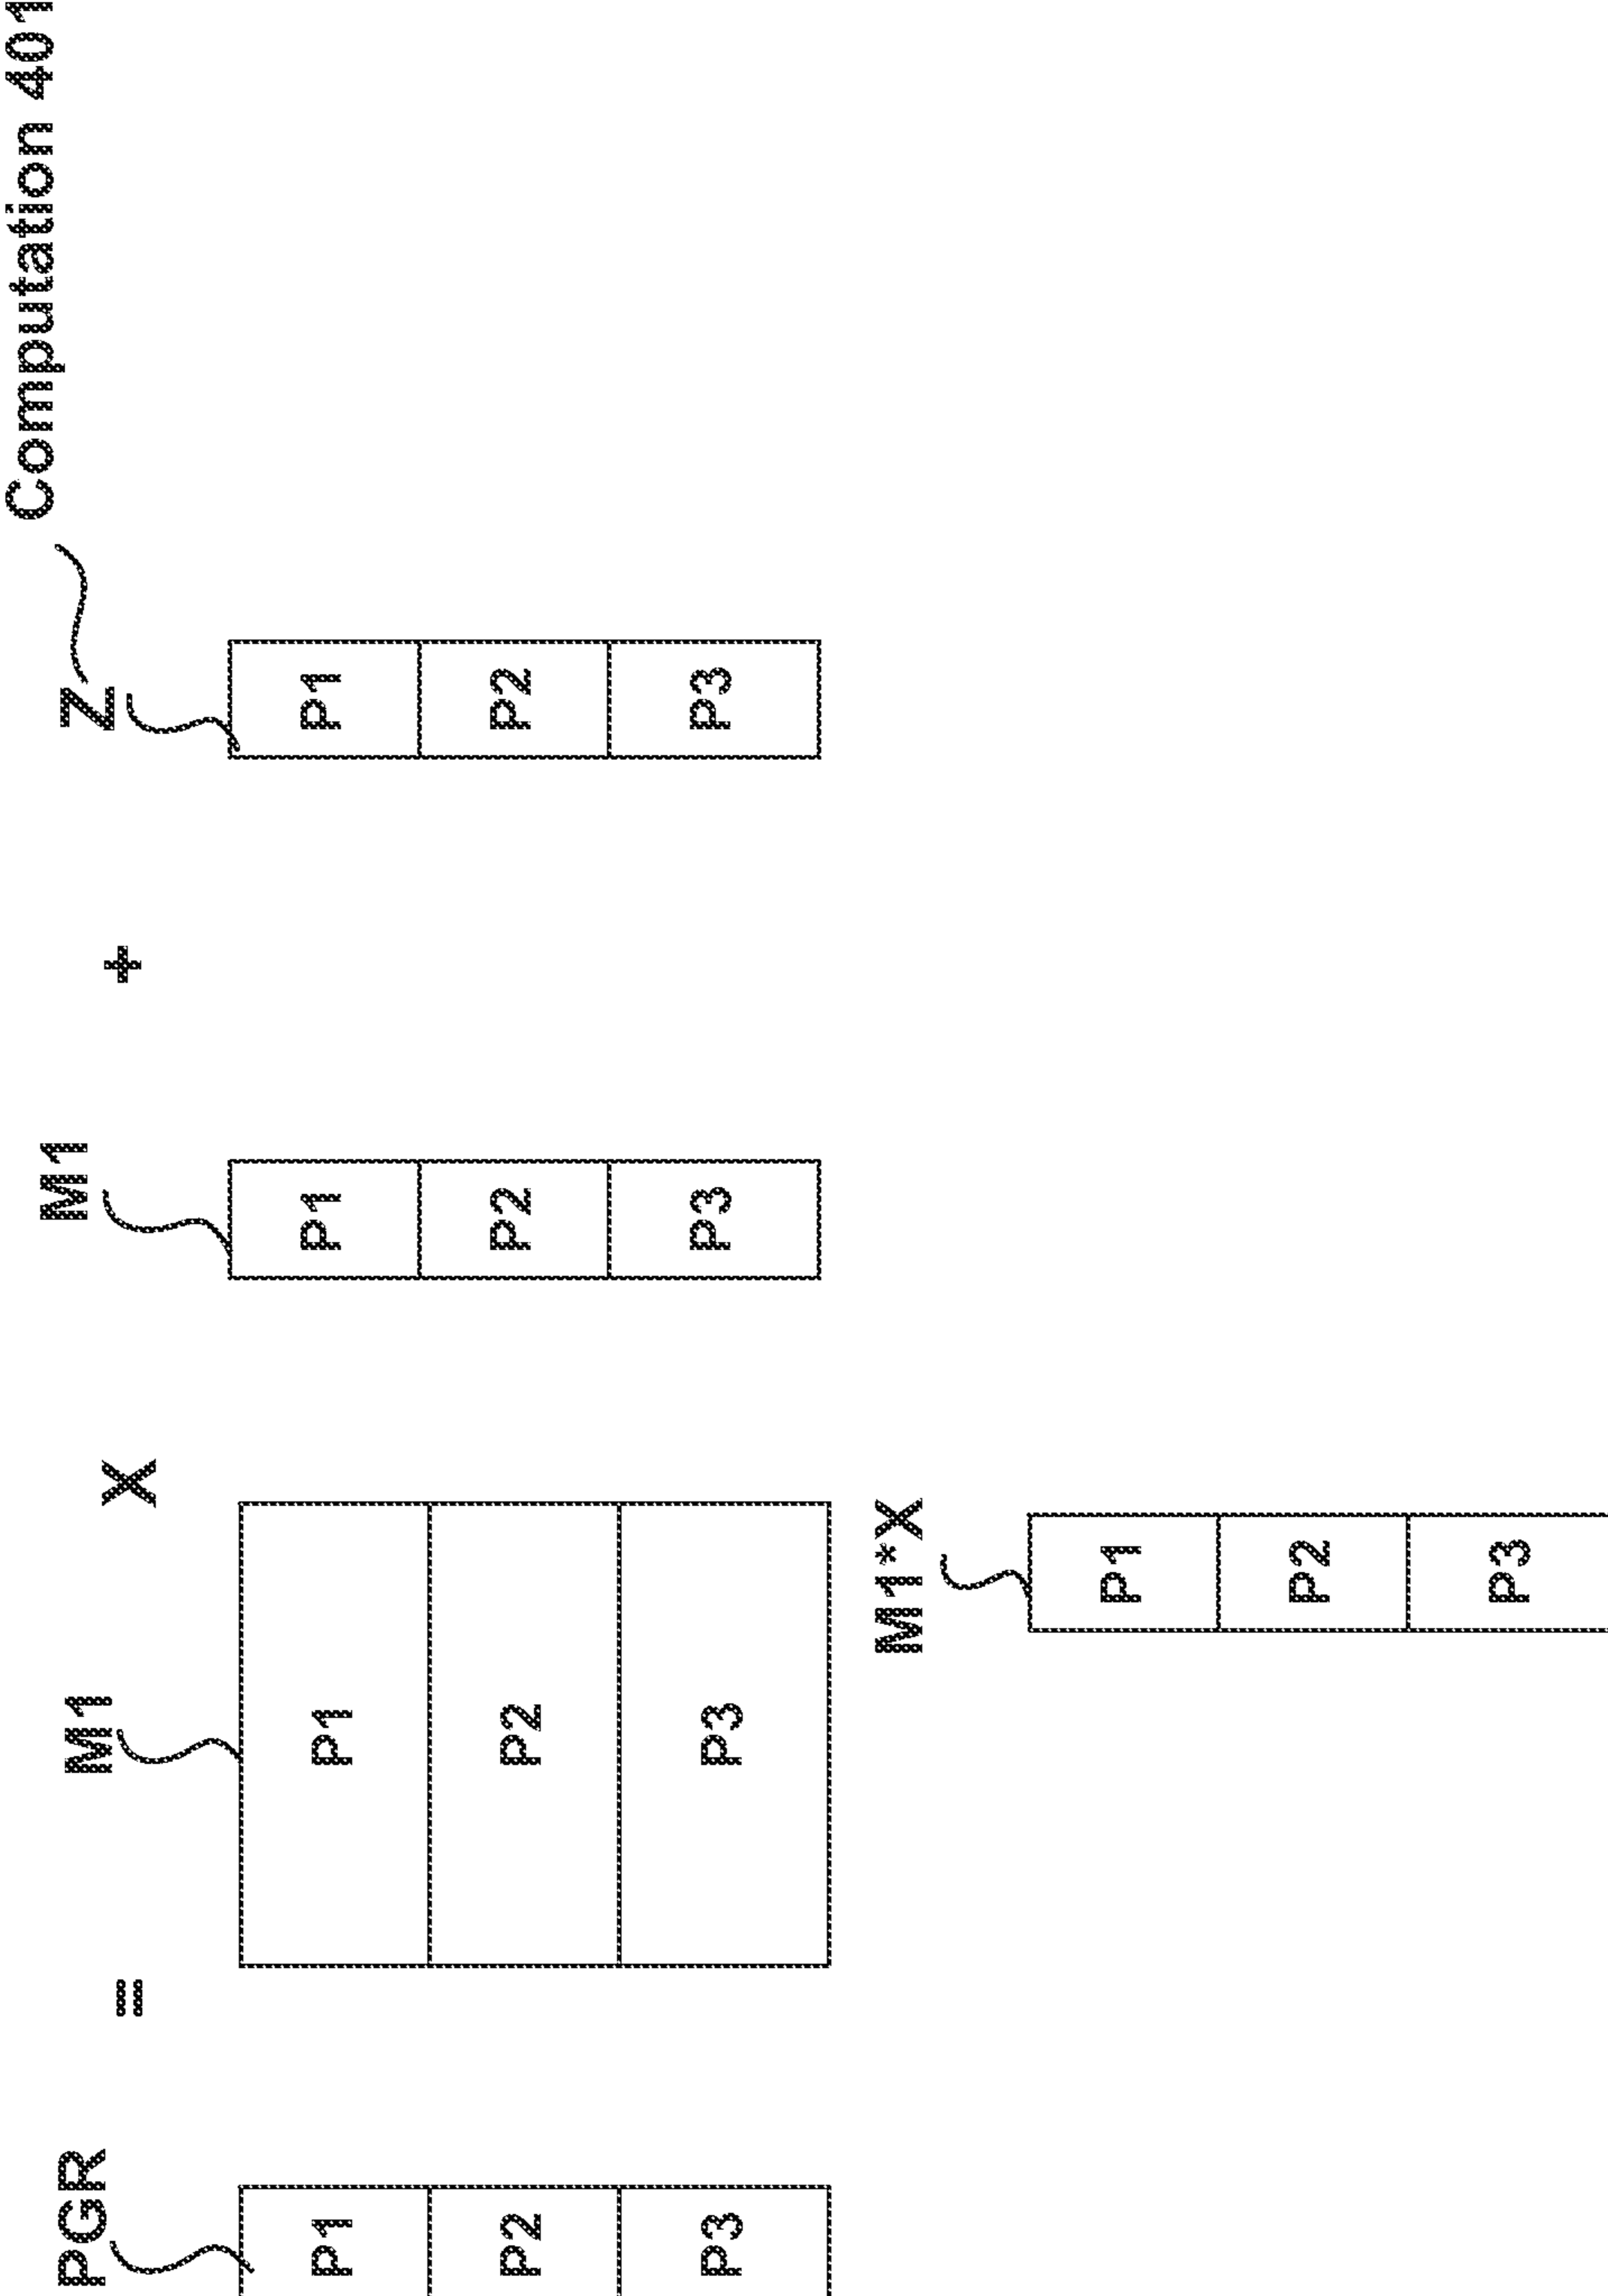 Computation 401
PGR = M1 X M1 + Z
P1 P1 P1 P1
P2 P2 P2 P2
P3 P3 P3 P3
M1*X
P1
P2
P3